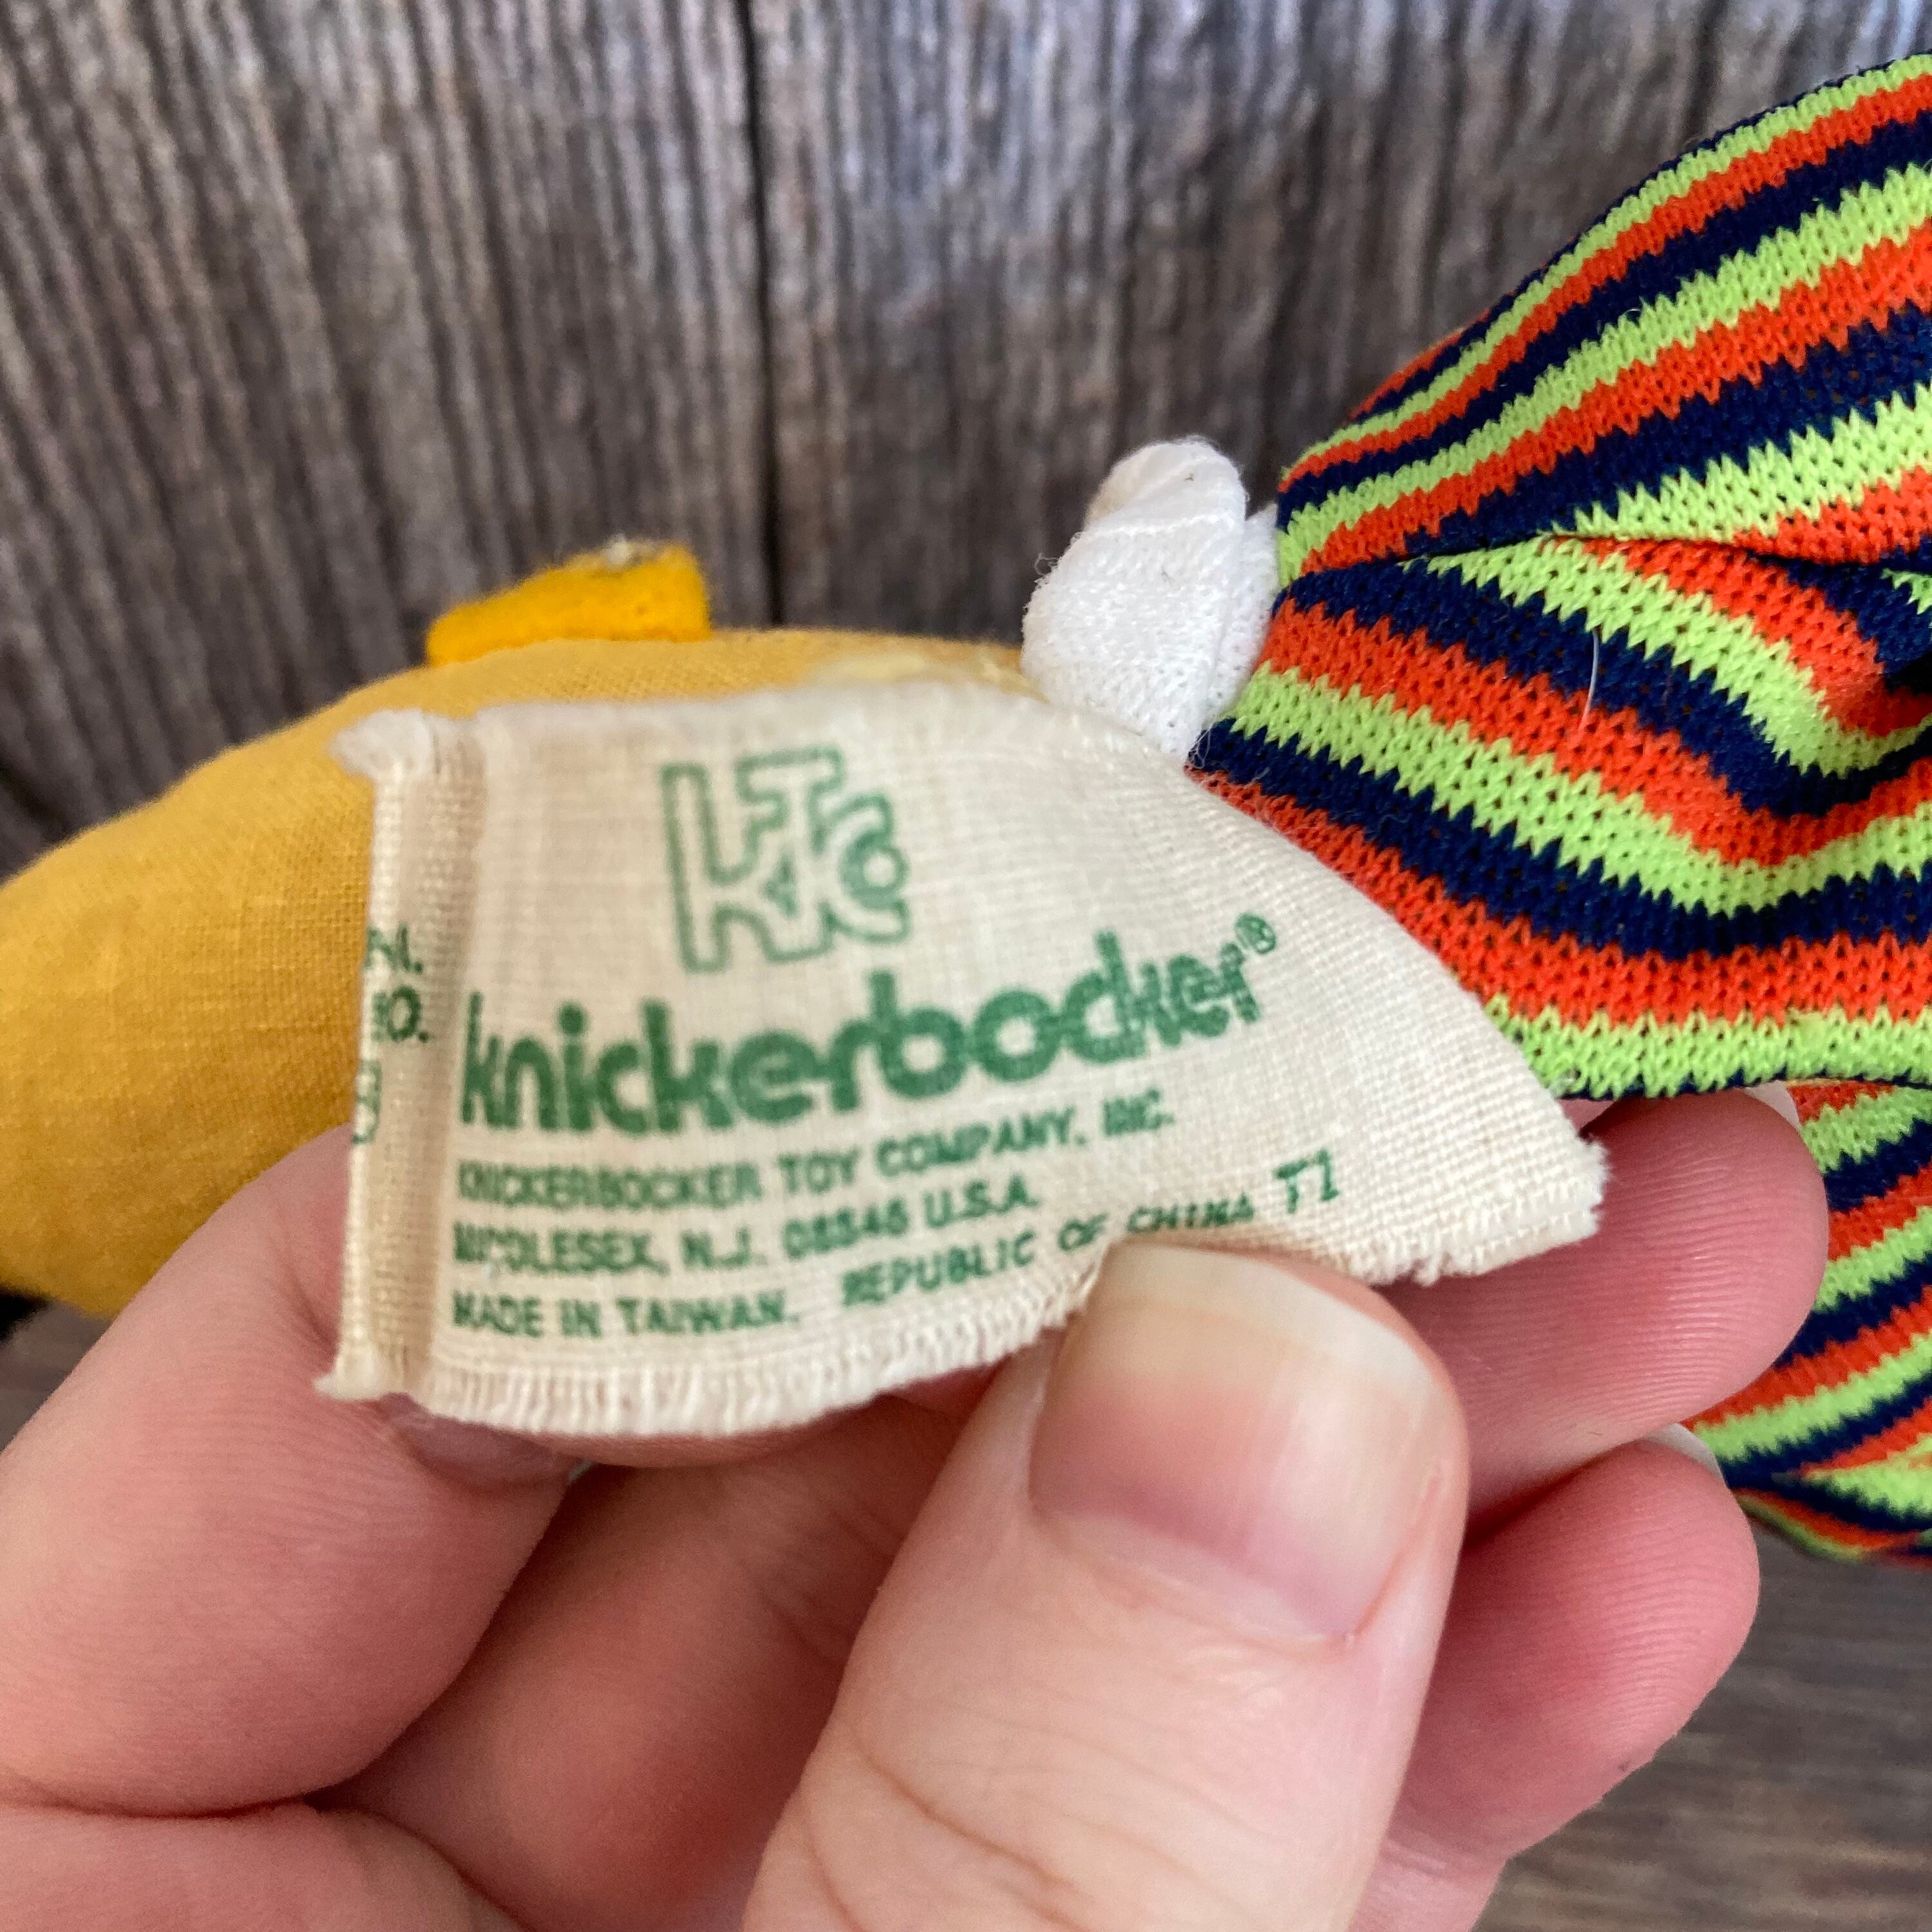 KTC
knickerbocker®
KNICKERBOCKER TOY COMPANY, INC.
MIDDLESEX, N.J. 08846 U.S.A.
MADE IN TAIWAN. REPUBLIC OF CHINA T1